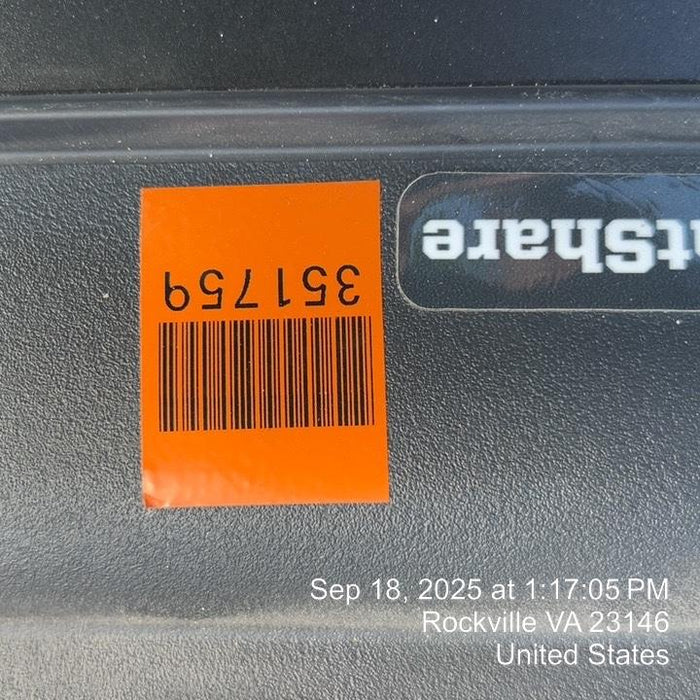 351759
tShare
Sep 18, 2025 at 1:17:05 PM
Rockville VA 23146
United States